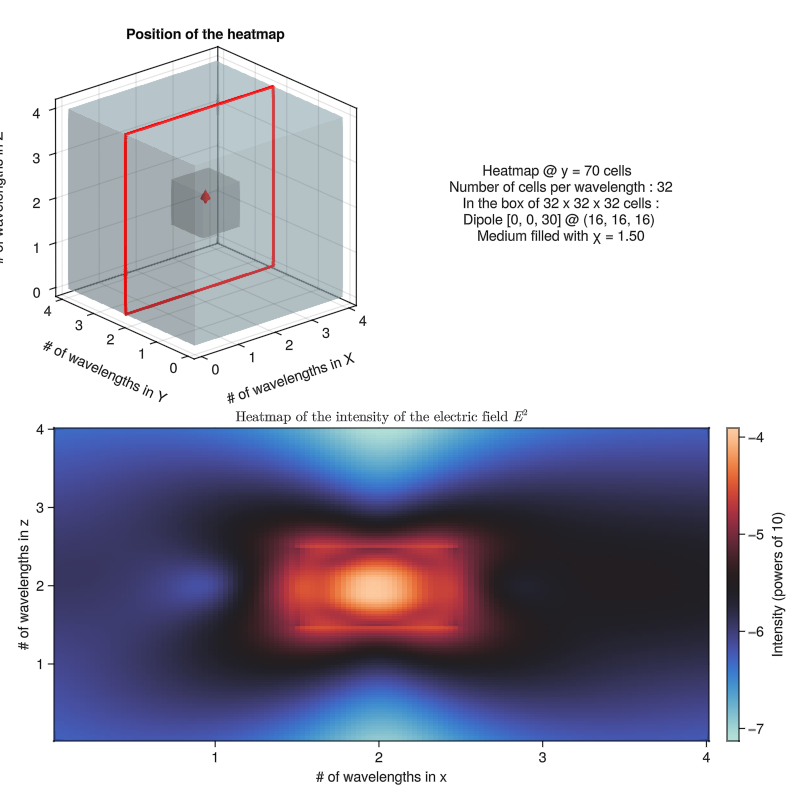 Position of the heatmap
4
3
2
1
0
4
3
2
1
0
0
1
2
3
4
# of wavelengths in Y
# of wavelengths in X
Heatmap @ y = 70 cells
Number of cells per wavelength : 32
In the box of 32 x 32 x 32 cells :
Dipole [0, 0, 30] @ (16, 16, 16)
Medium filled with χ = 1.50
Heatmap of the intensity of the electric field E²
4
3
2
1
# of wavelengths in z
1
2
3
4
# of wavelengths in x
−4
−5
−6
−7
Intensity (powers of 10)